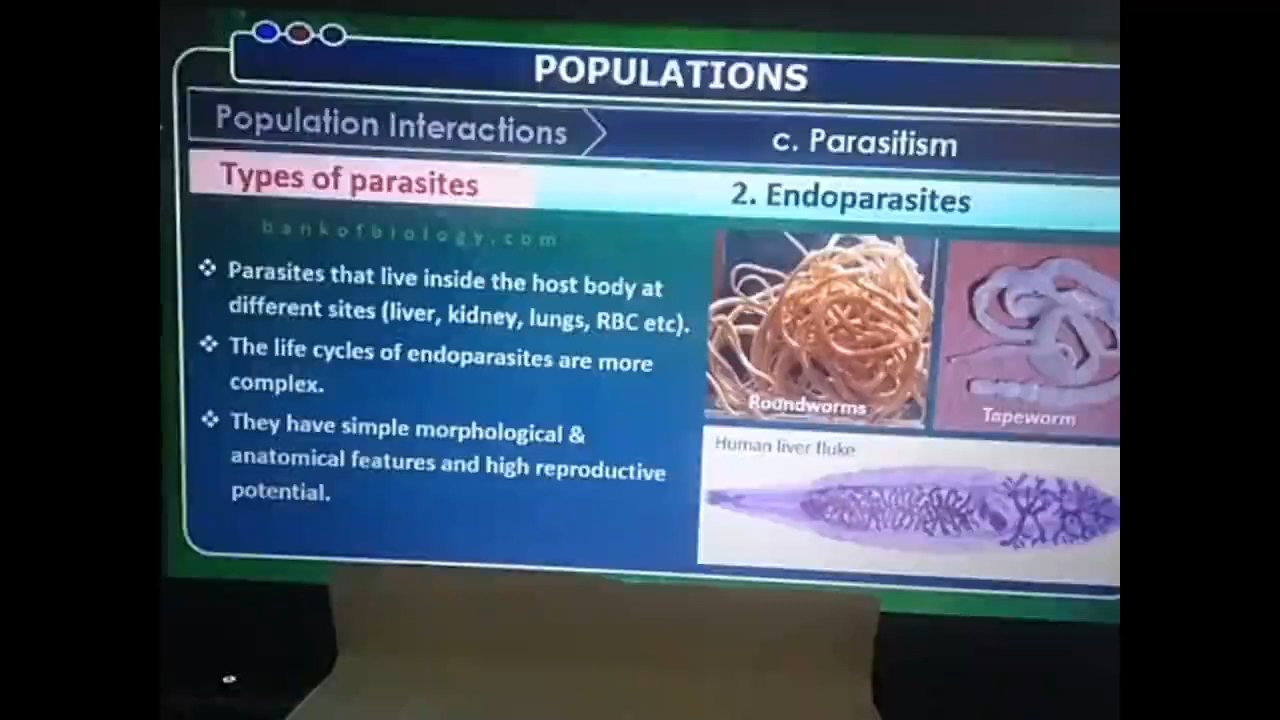 POPULATIONS
Population Interactions
c. Parasitism
Types of parasites
2. Endoparasites
bankofbiology.com
❖ Parasites that live inside the host body at
different sites (liver, kidney, lungs, RBC etc).
❖ The life cycles of endoparasites are more
complex.
❖ They have simple morphological &
anatomical features and high reproductive
potential.
Roundworms
Tapeworm
Human liver fluke